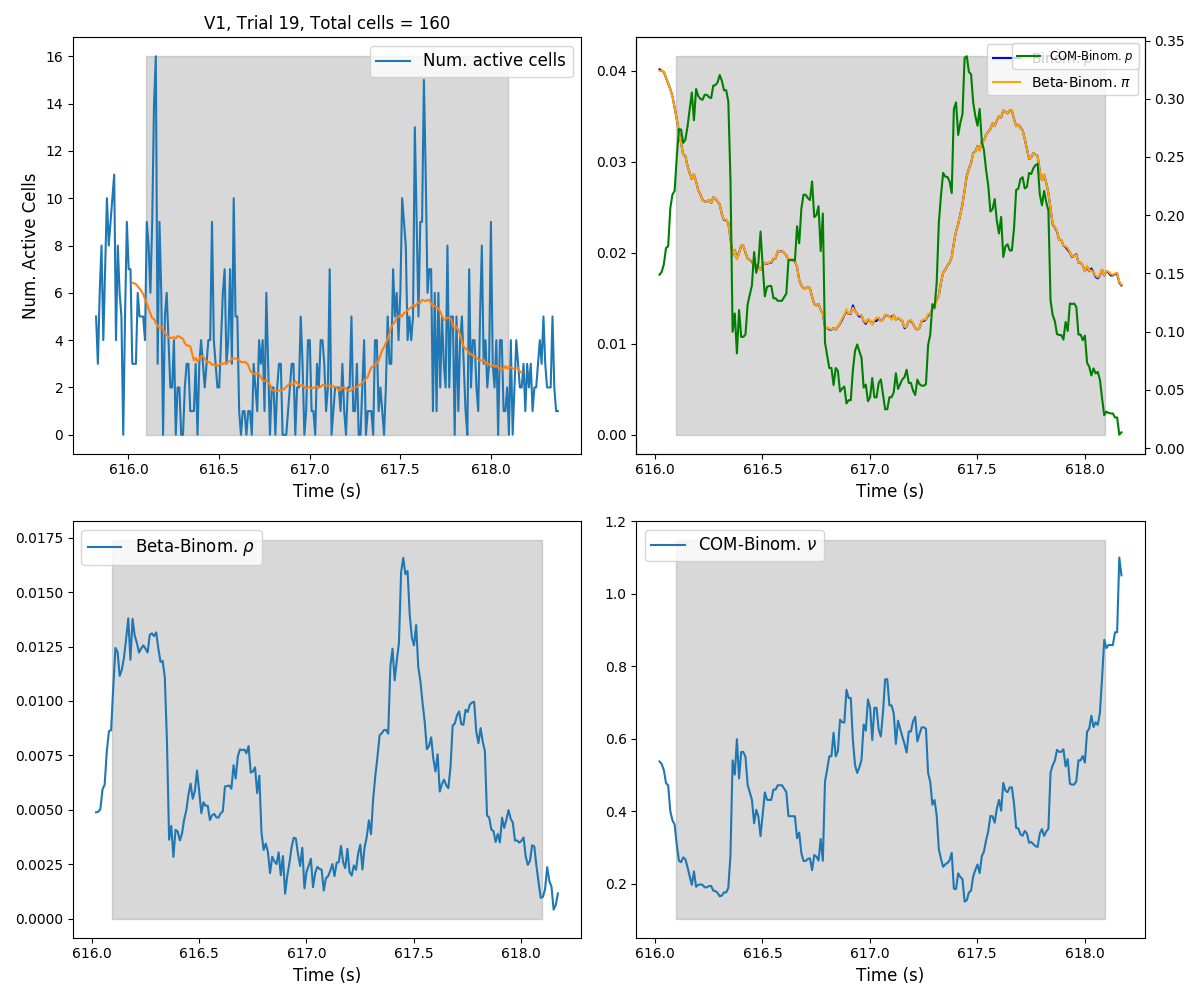 V1, Trial 19, Total cells = 160
Num. active cells
Num. Active Cells
16
14
12
10
8
6
4
2
0
616.0 616.5 617.0 617.5 618.0
Time (s)
COM-Binom. p
Beta-Binom. π
0.04
0.03
0.02
0.01
0.00
0.35
0.30
0.25
0.20
0.15
0.10
0.05
0.00
616.0 616.5 617.0 617.5 618.0
Time (s)
Beta-Binom. ρ
0.0175
0.0150
0.0125
0.0100
0.0075
0.0050
0.0025
0.0000
616.0 616.5 617.0 617.5 618.0
Time (s)
COM-Binom. ν
1.2
1.0
0.8
0.6
0.4
0.2
616.0 616.5 617.0 617.5 618.0
Time (s)